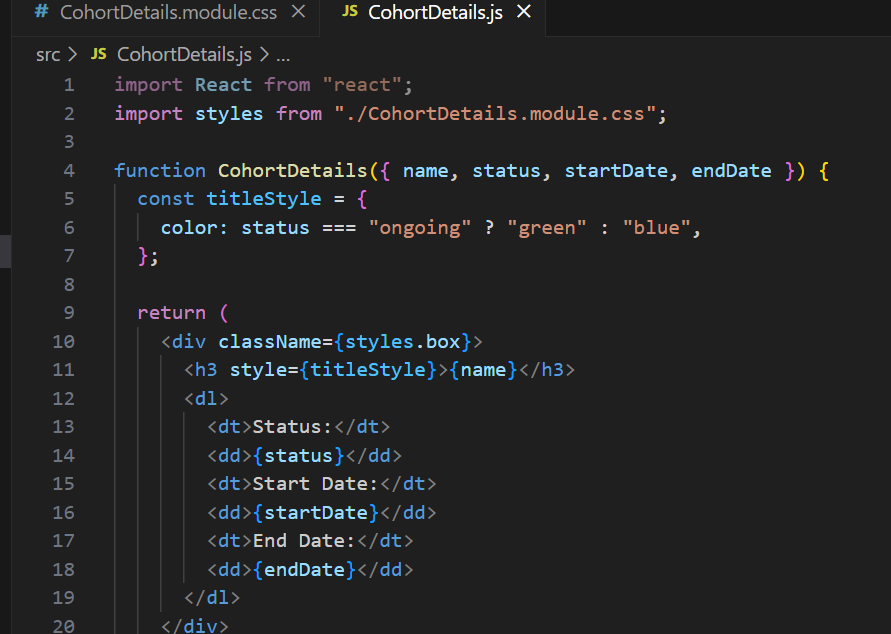 # CohortDetails.module.css ×   JS CohortDetails.js ×
src > JS CohortDetails.js > ...
1 import React from "react";
2 import styles from "./CohortDetails.module.css";
3
4 function CohortDetails({ name, status, startDate, endDate }) {
5   const titleStyle = {
6     color: status === "ongoing" ? "green" : "blue",
7   };
8
9   return (
10     <div className={styles.box}>
11       <h3 style={titleStyle}>{name}</h3>
12       <dl>
13         <dt>Status:</dt>
14         <dd>{status}</dd>
15         <dt>Start Date:</dt>
16         <dd>{startDate}</dd>
17         <dt>End Date:</dt>
18         <dd>{endDate}</dd>
19       </dl>
20     </div>